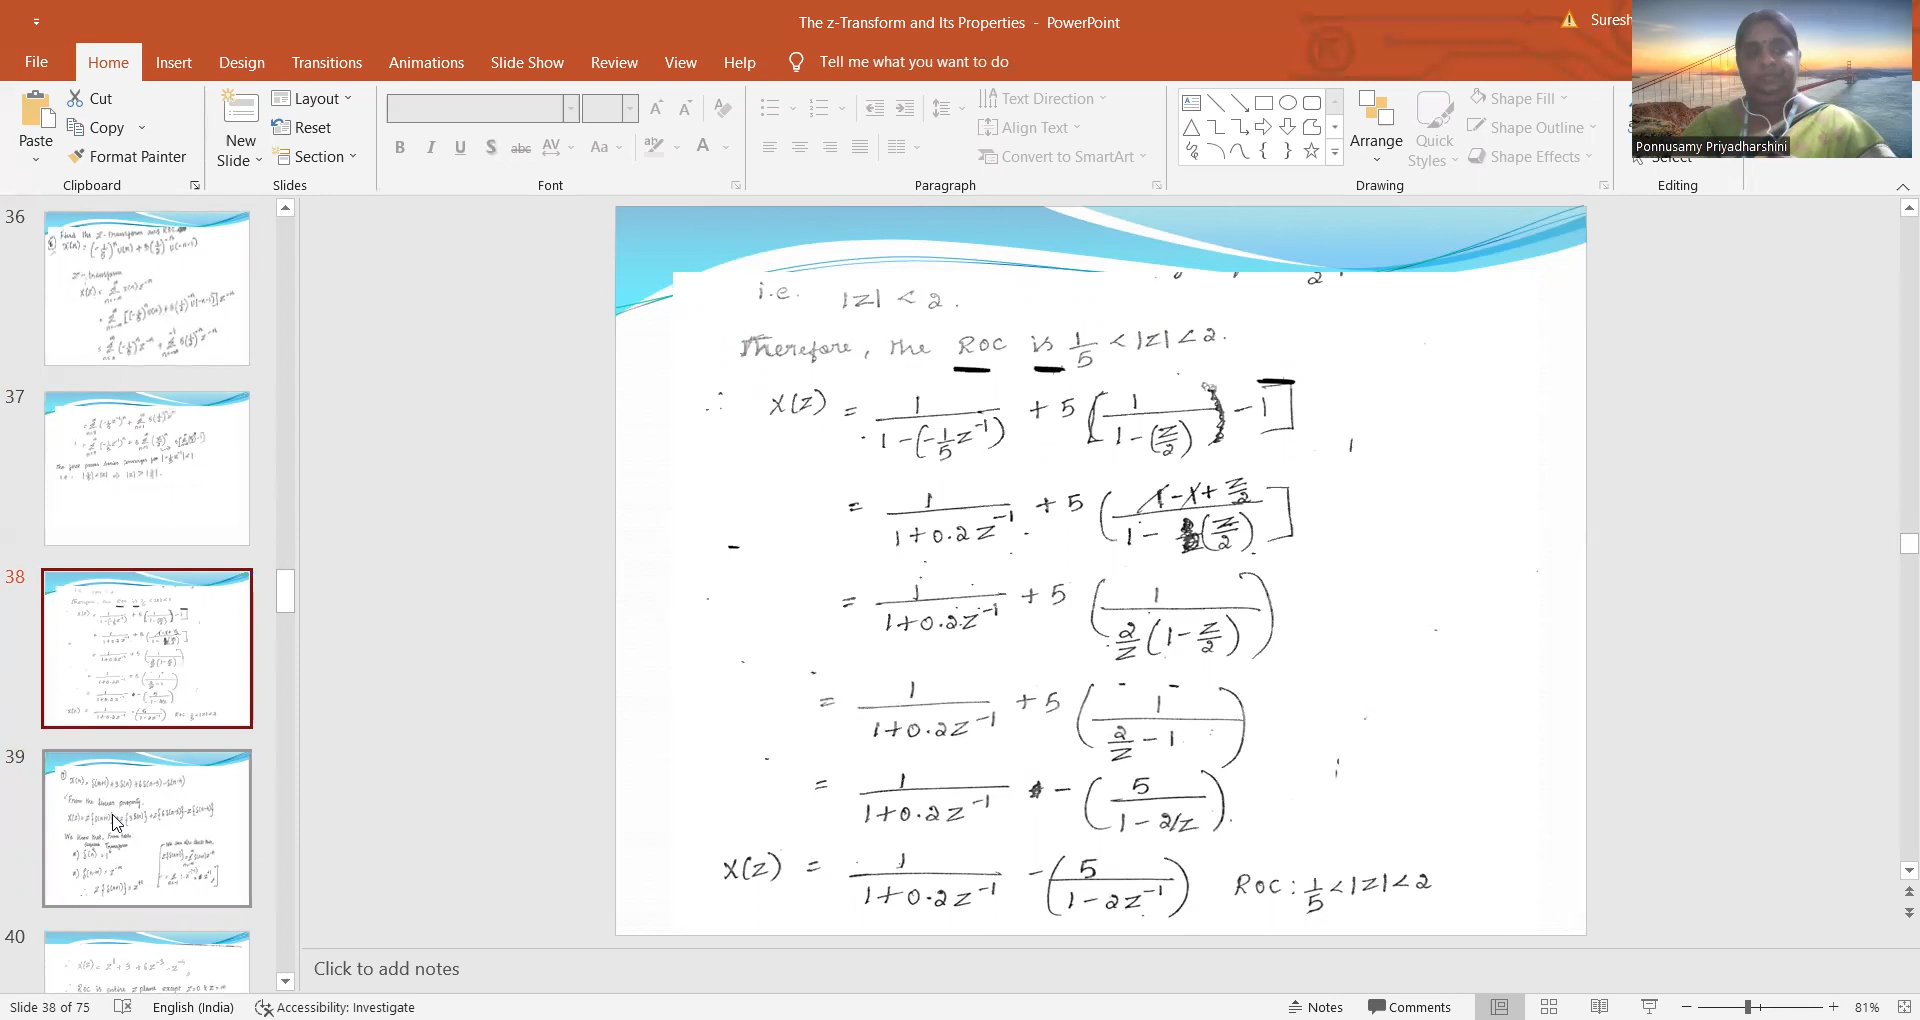 The z-Transform and Its Properties - PowerPoint
Suresh
File Home Insert Design Transitions Animations Slide Show Review View Help Tell me what you want to do
Paste
Cut
Copy
Format Painter
Clipboard
New
Slide
Layout
Reset
Section
Slides
Font
Text Direction
Align Text
Convert to SmartArt
Paragraph
Arrange
Quick
Styles
Shape Fill
Shape Outline
Shape Effects
Drawing
Select
Editing
Ponnusamy Priyadharshini
36
37
38
39
40
i.e. |z| < 2.
Therefore, the ROC is 1/5 < |z| < 2.
∴ X(z) = 1/(1-(-1/5 z^-1)) + 5[1/(1-(z/2)) - 1]
= 1/(1+0.2z^-1) + 5(1-1+z/2)/(1-(z/2))]
= 1/(1+0.2z^-1) + 5(1/(2/z(1-z/2)))
= 1/(1+0.2z^-1) + 5(1/(2/z - 1))
= 1/(1+0.2z^-1) - (5/(1-2/z)).
X(z) = 1/(1+0.2z^-1) - (5/(1-2z^-1)) ROC: 1/5 < |z| < 2
Click to add notes
Slide 38 of 75 English (India) Accessibility: Investigate Notes Comments 81%